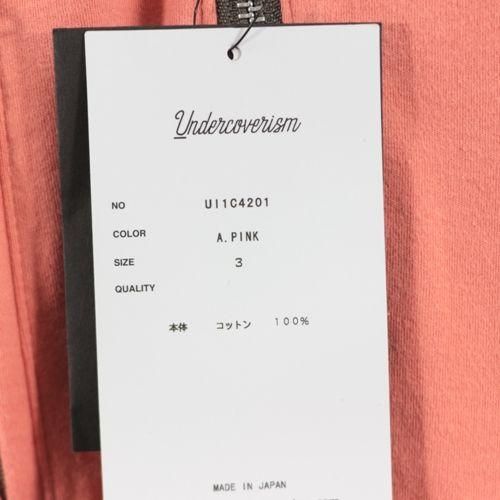 Undercoverism
NO UI1C4201
COLOR A.PINK
SIZE 3
QUALITY
本体 コットン 100%
MADE IN JAPAN